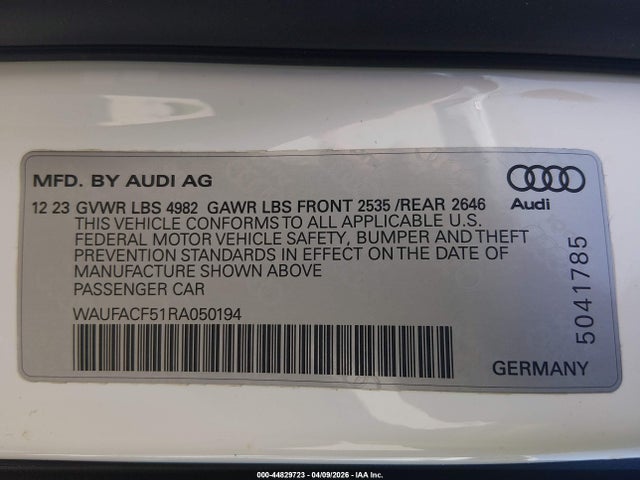 MFD. BY AUDI AG
Audi
12 23 GVWR LBS 4982 GAWR LBS FRONT 2535 /REAR 2646
THIS VEHICLE CONFORMS TO ALL APPLICABLE U.S.
FEDERAL MOTOR VEHICLE SAFETY, BUMPER AND THEFT
PREVENTION STANDARDS IN EFFECT ON THE DATE OF
MANUFACTURE SHOWN ABOVE
PASSENGER CAR
WAUFACF51RA050194
5041785
GERMANY
000-44829723 - 04/09/2026 - IAA Inc.